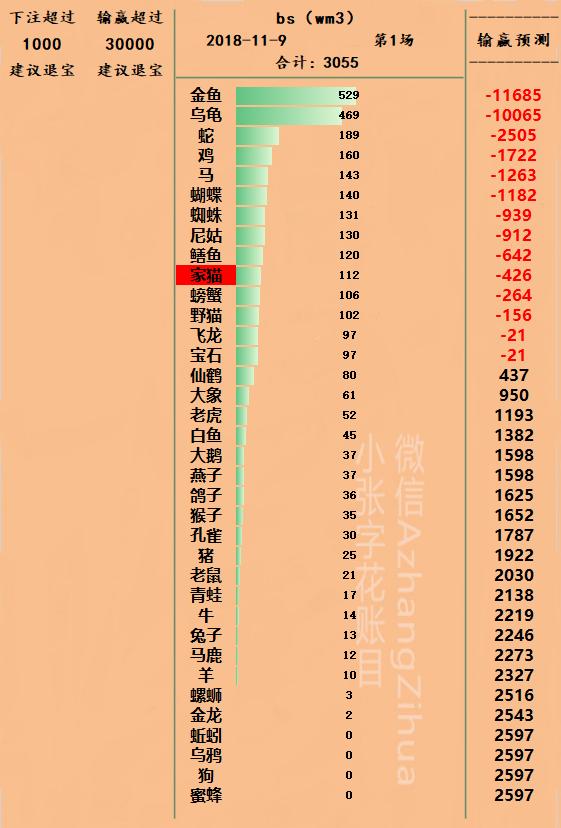 下注超过 输赢超过
1000 30000
建议退宝 建议退宝
bs（wm3）
2018-11-9 第1场
合计：3055
输赢预测
金鱼 529 -11685
乌龟 469 -10065
蛇 189 -2505
鸡 160 -1722
马 143 -1263
蝴蝶 140 -1182
蜘蛛 131 -939
尼姑 130 -912
鳝鱼 120 -642
家猫 112 -426
螃蟹 106 -264
野猫 102 -156
飞龙 97 -21
宝石 97 -21
仙鹤 80 437
大象 61 950
老虎 52 1193
白鱼 45 1382
大鹅 37 1598
燕子 37 1598
鸽子 36 1625
猴子 35 1652
孔雀 30 1787
猪 25 1922
老鼠 21 2030
青蛙 17 2138
牛 14 2219
兔子 13 2246
马鹿 12 2273
羊 10 2327
螺蛳 3 2516
金龙 2 2543
蚯蚓 0 2597
乌鸦 0 2597
狗 0 2597
蜜蜂 0 2597
微信AzhangZihua
小张字花账目